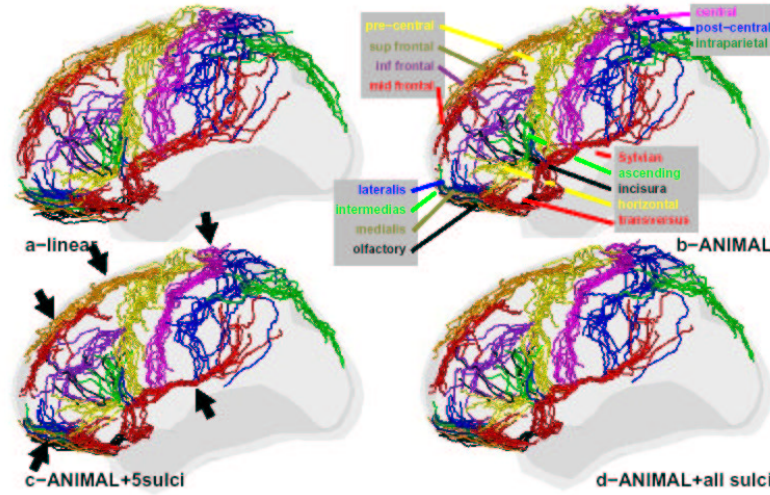 pre-central
sup frontal
inf frontal
mid frontal
central
post-central
intraparietal
Sylvian
ascending
incisura
horizontal
transversus
lateralis
intermedias
medialis
olfactory
a-linear
b-ANIMAL
c-ANIMAL+5sulci
d-ANIMAL+all sulci